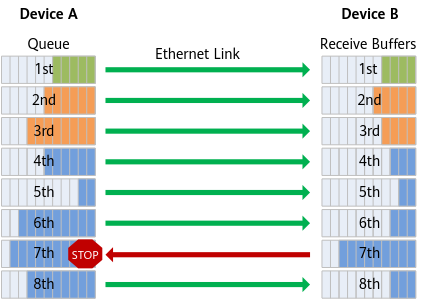 Device A
Device B
Queue
Ethernet Link
Receive Buffers
1st
1st
2nd
2nd
3rd
3rd
4th
4th
5th
5th
6th
6th
7th
STOP
7th
8th
8th